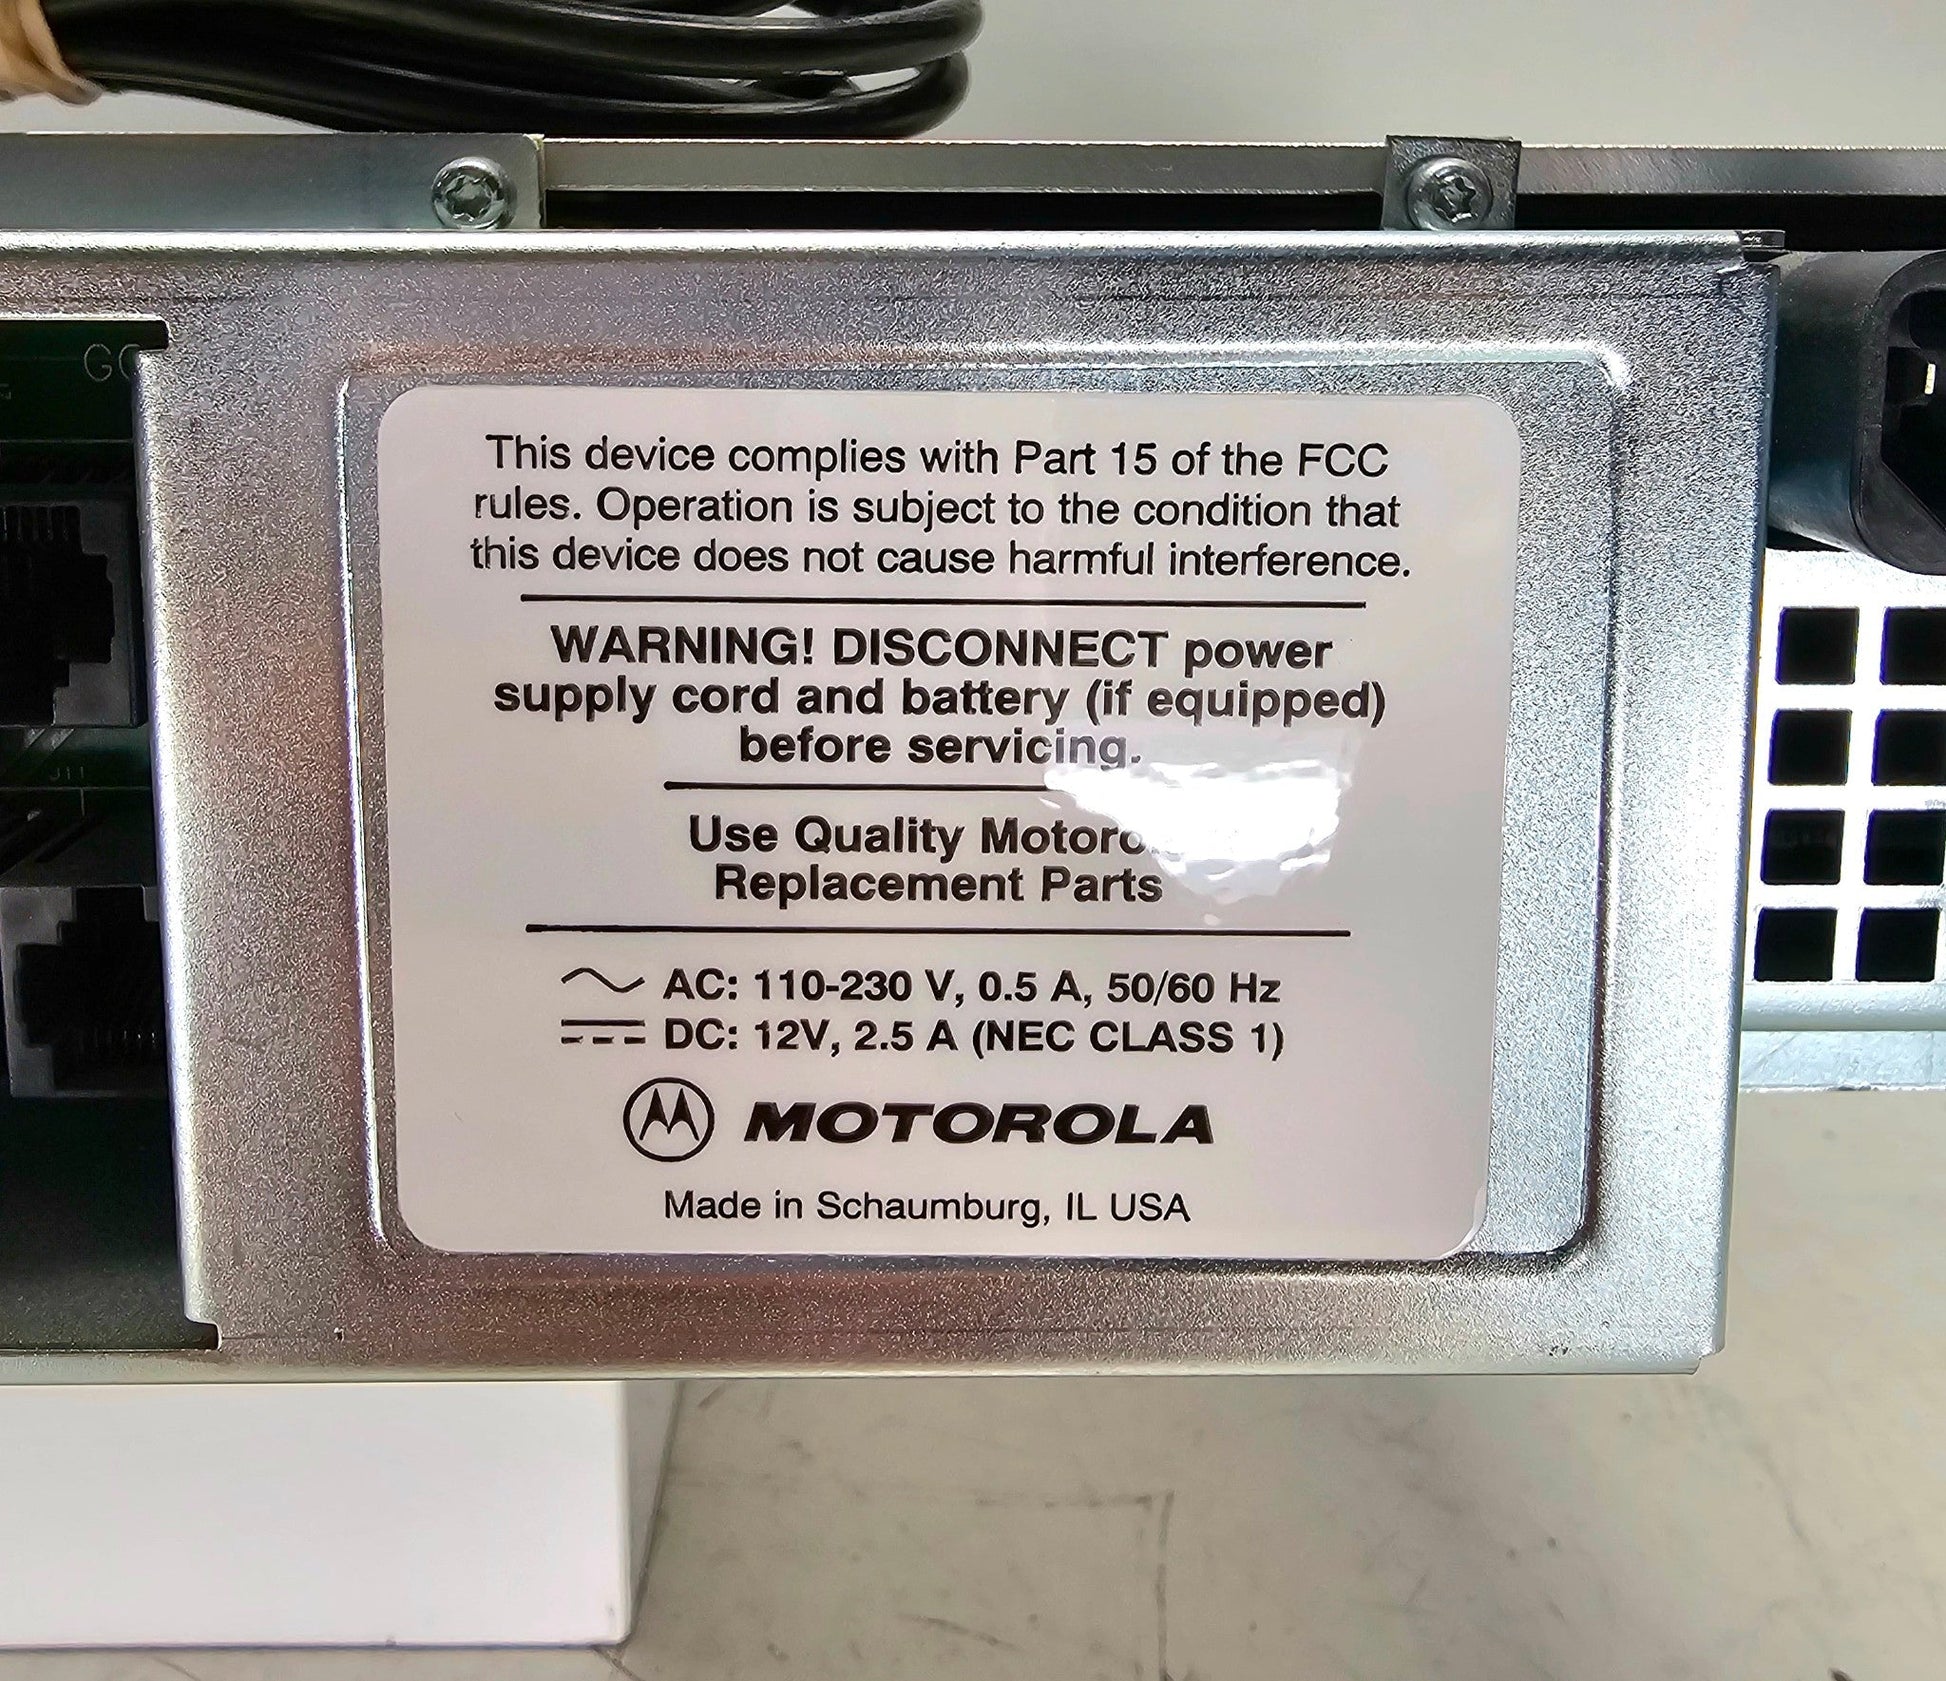 This device complies with Part 15 of the FCC
rules. Operation is subject to the condition that
this device does not cause harmful interference.
WARNING! DISCONNECT power
supply cord and battery (if equipped)
before servicing.
Use Quality
Replacement Parts
AC: 110-230 V, 0.5 A, 50/60 Hz
DC: 12V, 2.5 A (NEC CLASS 1)
MOTOROLA
Made in Schaumburg, IL USA
J11